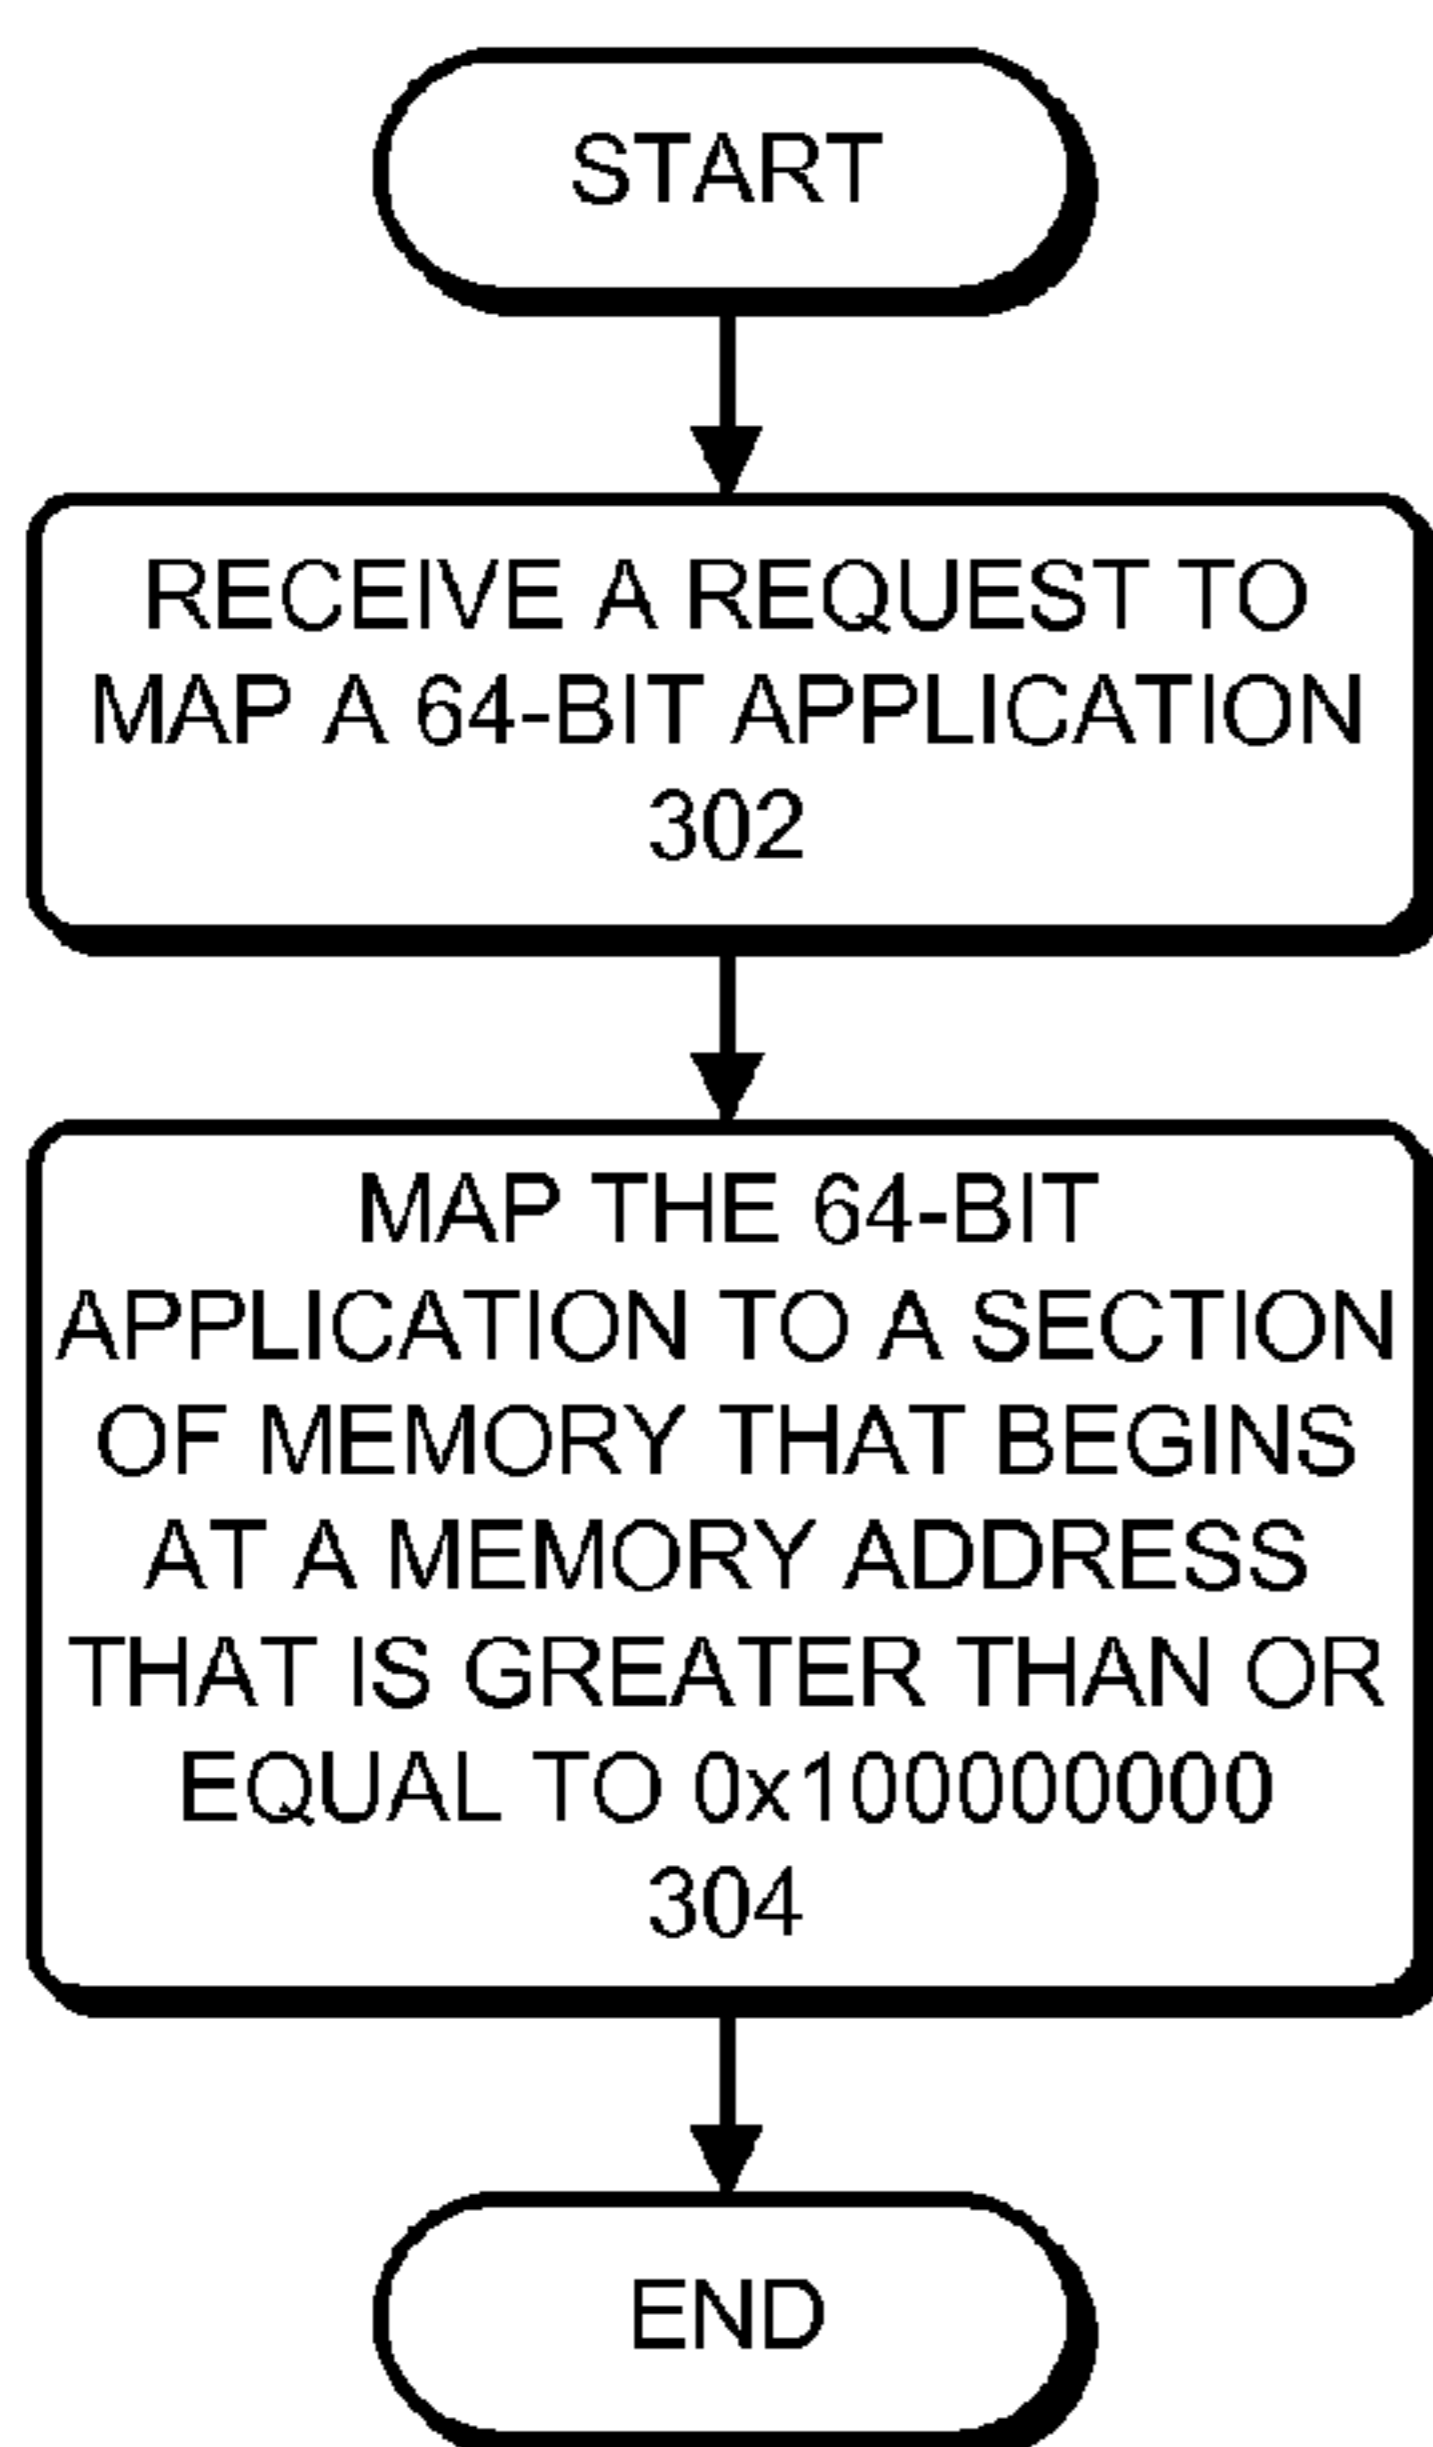 START
RECEIVE A REQUEST TO
MAP A 64-BIT APPLICATION
302
MAP THE 64-BIT
APPLICATION TO A SECTION
OF MEMORY THAT BEGINS
AT A MEMORY ADDRESS
THAT IS GREATER THAN OR
EQUAL TO 0x100000000
304
END